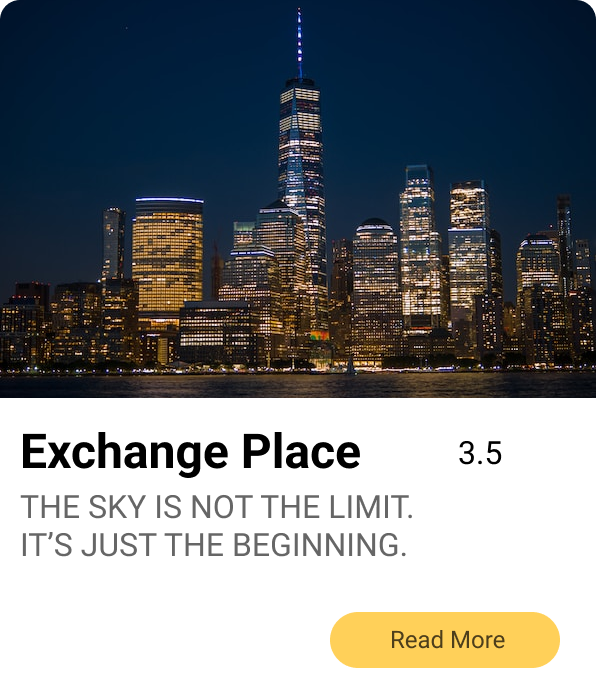 Exchange Place
3.5
THE SKY IS NOT THE LIMIT.
IT’S JUST THE BEGINNING.
Read More